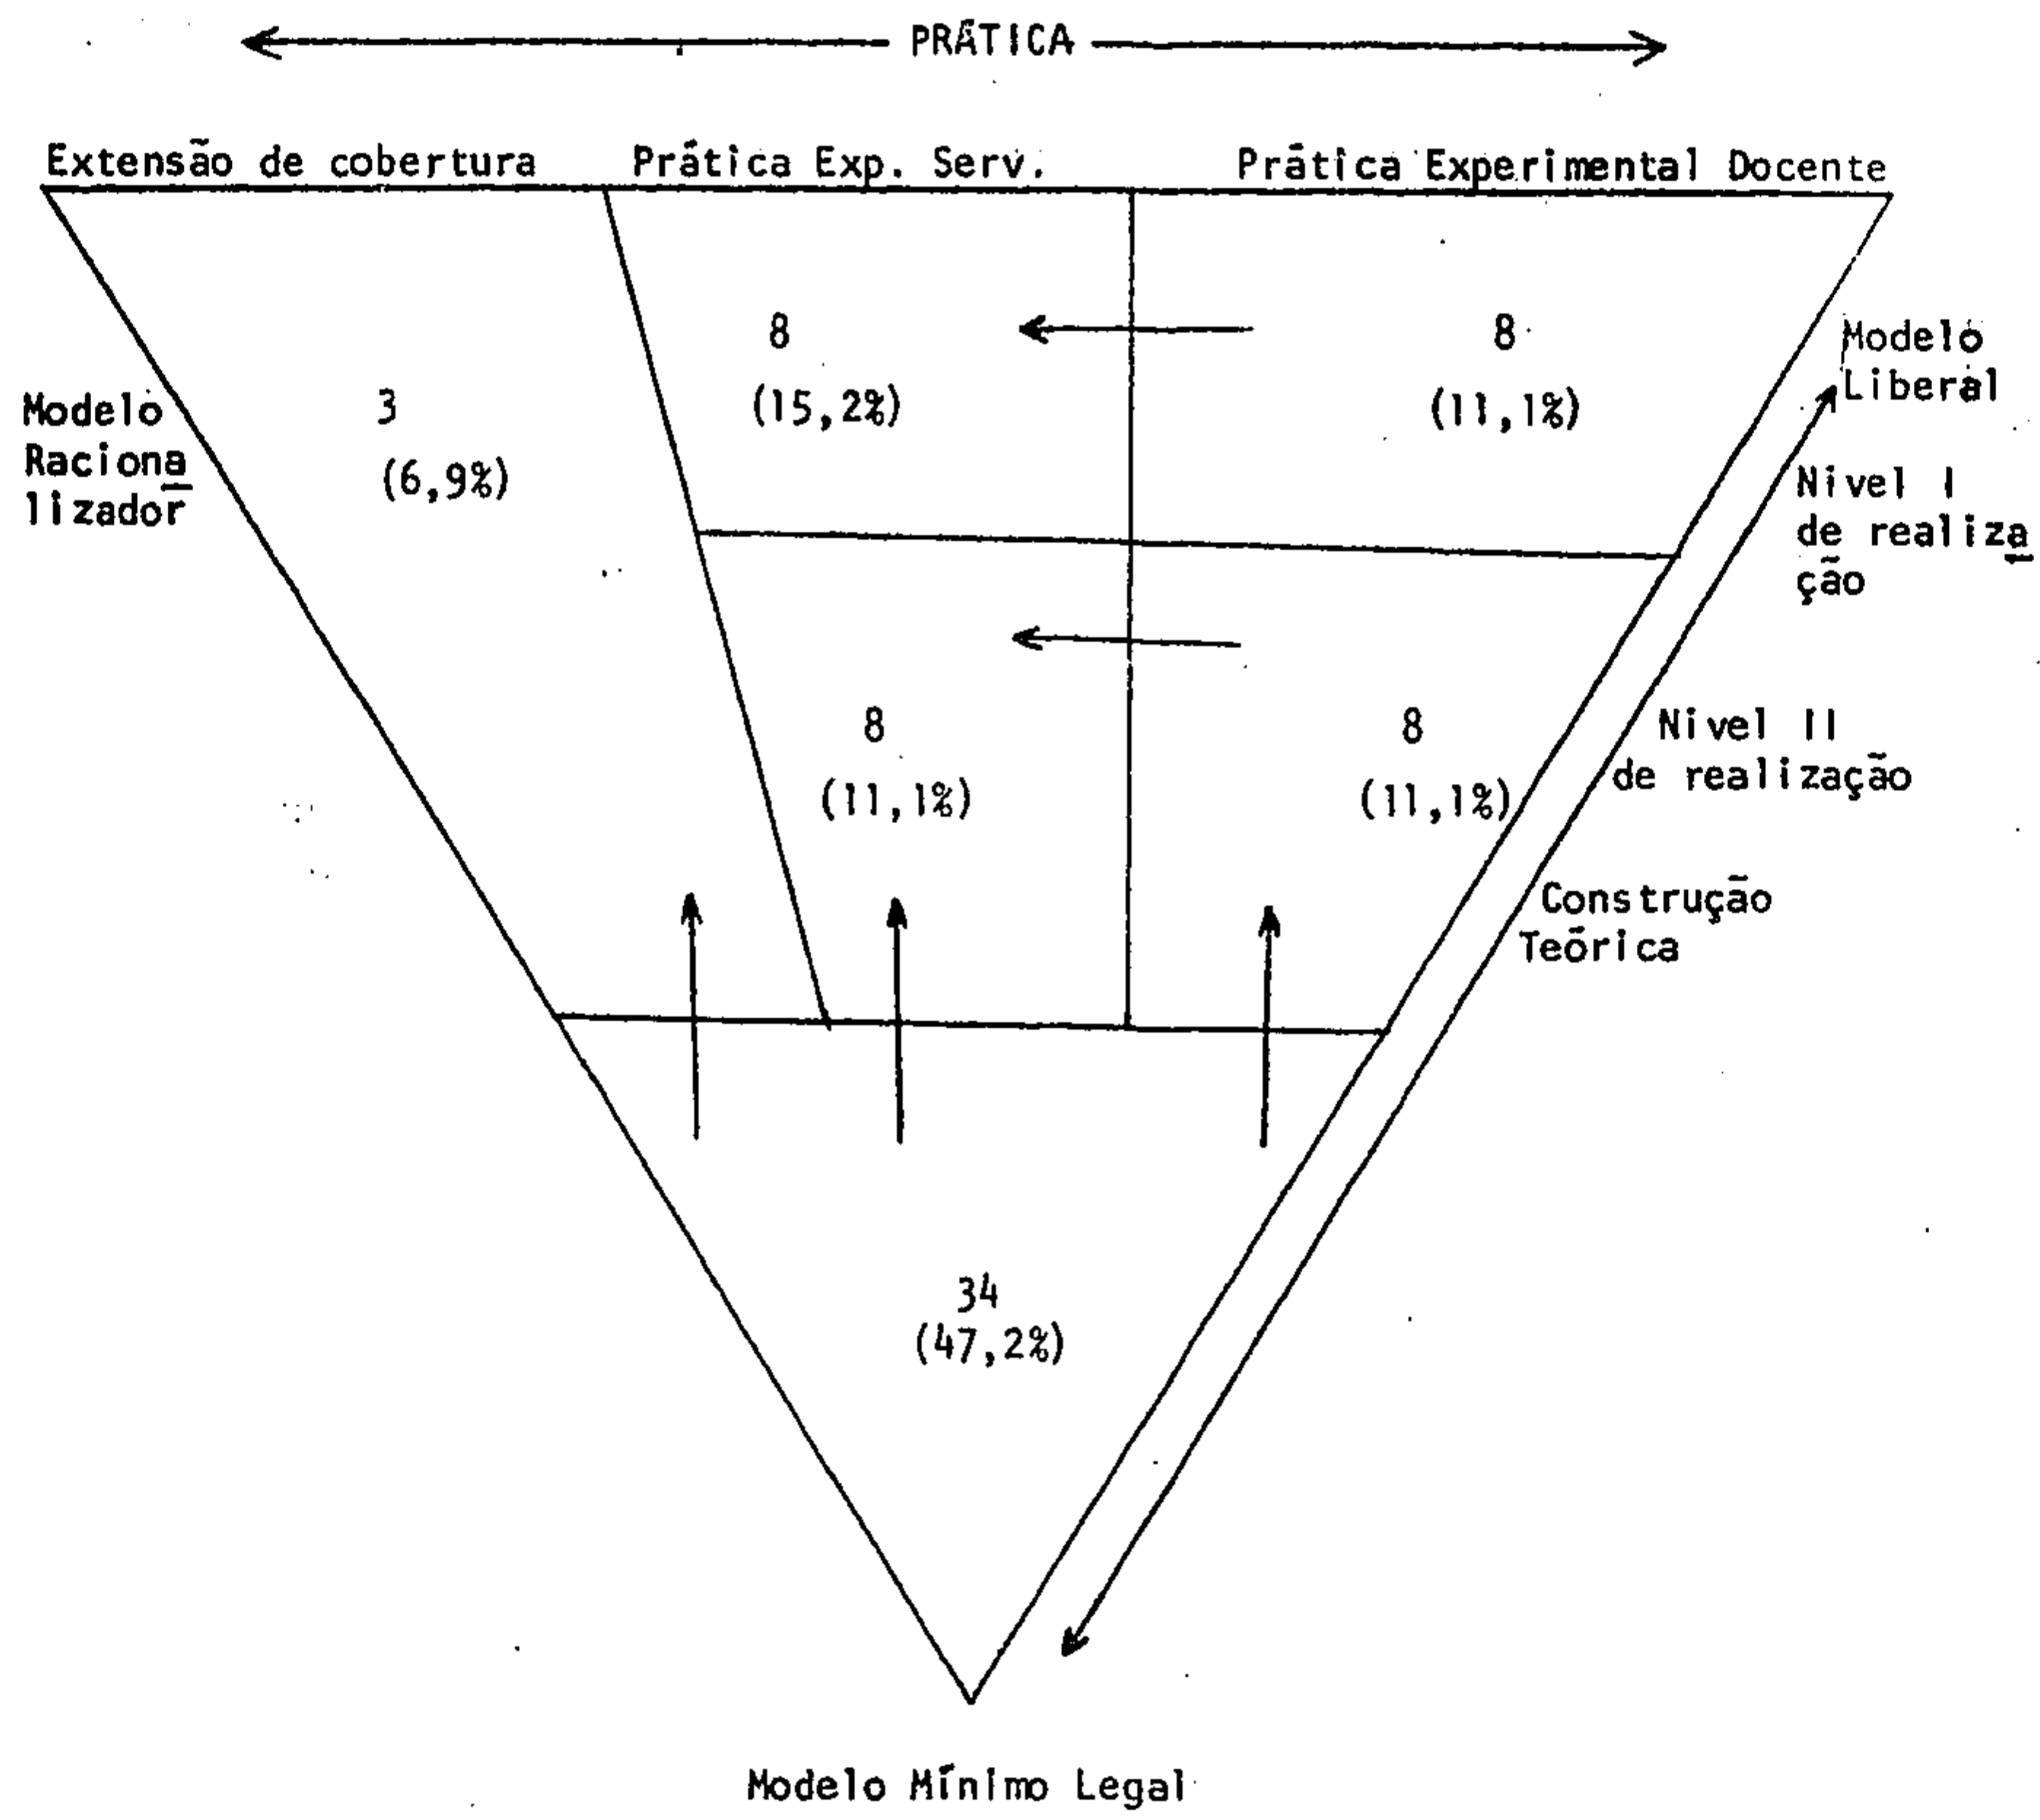 PRÁTICA
Extensão de cobertura Prática Exp. Serv. Prática Experimental Docente
8
(15,2%)
8
(11,1%)
Modelo
Liberal
3
(6,9%)
Modelo
Raciona
lizador
Nivel I
de realiza
ção
8
(11,1%)
8
(11,1%)
Nivel II
de realização
Construção
Teórica
34
(47,2%)
Modelo Mínimo Legal